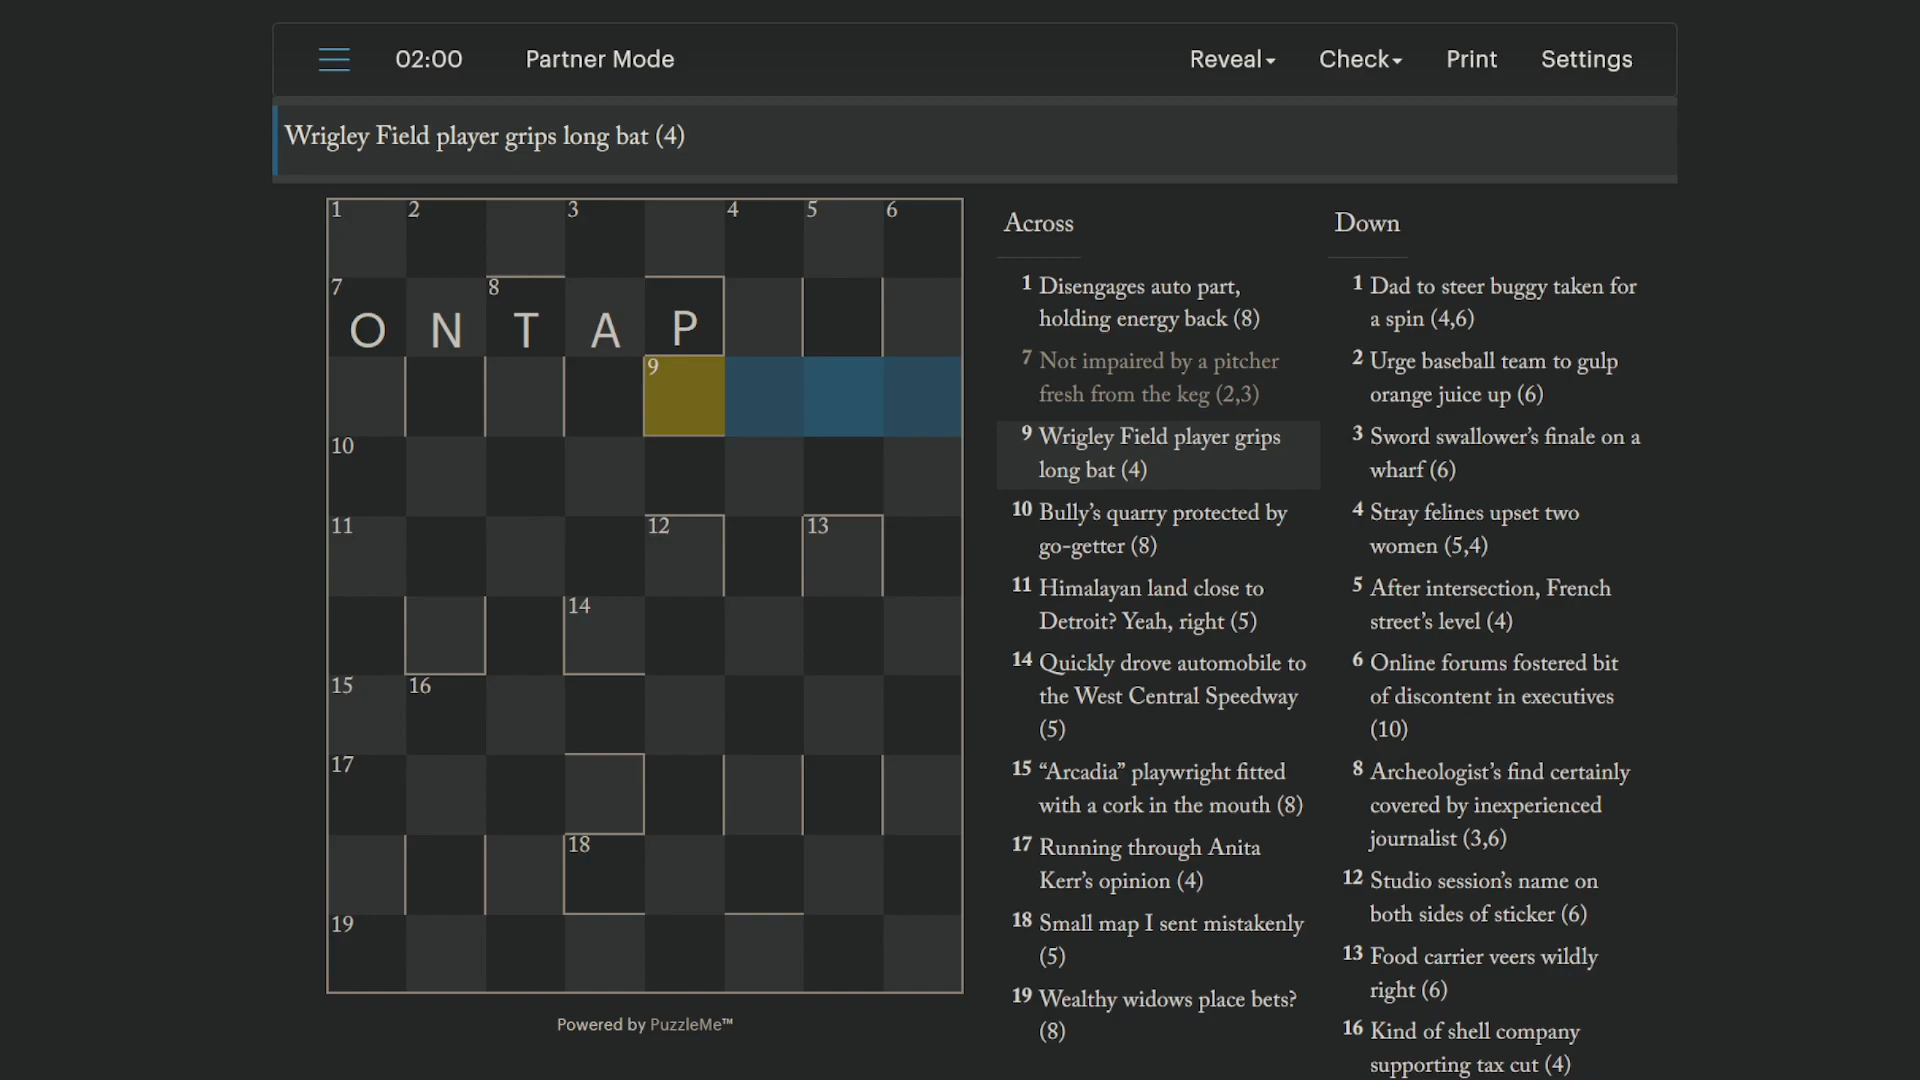 02:00 Partner Mode Reveal Check Print Settings
Wrigley Field player grips long bat (4)
1 2 3 4 5 6
7 8
O N T A P
9
10
11 12 13
14
15 16
17
18
19
Powered by PuzzleMe™
Across
1 Disengages auto part,
holding energy back (8)
7 Not impaired by a pitcher
fresh from the keg (2,3)
9 Wrigley Field player grips
long bat (4)
10 Bully’s quarry protected by
go-getter (8)
11 Himalayan land close to
Detroit? Yeah, right (5)
14 Quickly drove automobile to
the West Central Speedway
(5)
15 “Arcadia” playwright fitted
with a cork in the mouth (8)
17 Running through Anita
Kerr’s opinion (4)
18 Small map I sent mistakenly
(5)
19 Wealthy widows place bets?
(8)
Down
1 Dad to steer buggy taken for
a spin (4,6)
2 Urge baseball team to gulp
orange juice up (6)
3 Sword swallower’s finale on a
wharf (6)
4 Stray felines upset two
women (5,4)
5 After intersection, French
street’s level (4)
6 Online forums fostered bit
of discontent in executives
(10)
8 Archeologist’s find certainly
covered by inexperienced
journalist (3,6)
12 Studio session’s name on
both sides of sticker (6)
13 Food carrier veers wildly
right (6)
16 Kind of shell company
supporting tax cut (4)